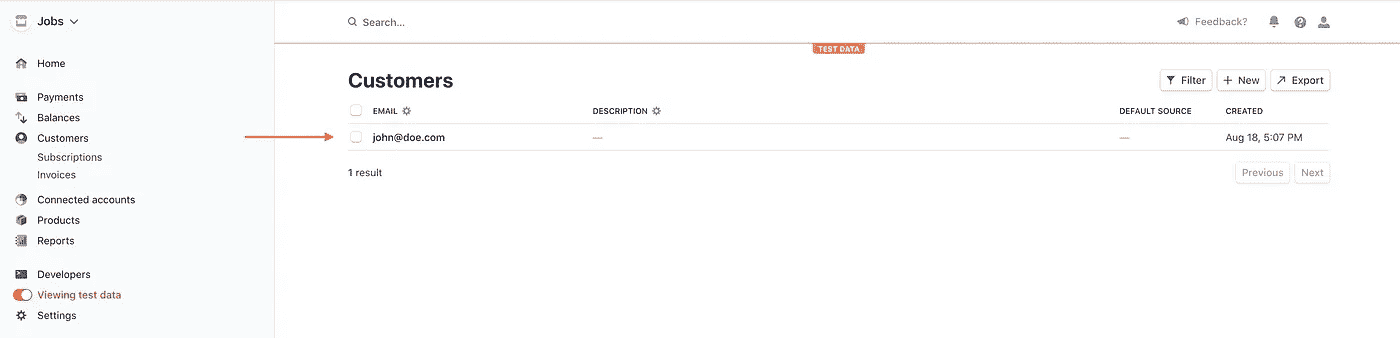 Jobs
Search...
Feedback?
TEST DATA
Home
Payments
Balances
Customers
Subscriptions
Invoices
Connected accounts
Products
Reports
Developers
Viewing test data
Settings
Customers
Filter
New
Export
EMAIL DESCRIPTION DEFAULT SOURCE CREATED
john@doe.com — — Aug 18, 5:07 PM
1 result
Previous
Next